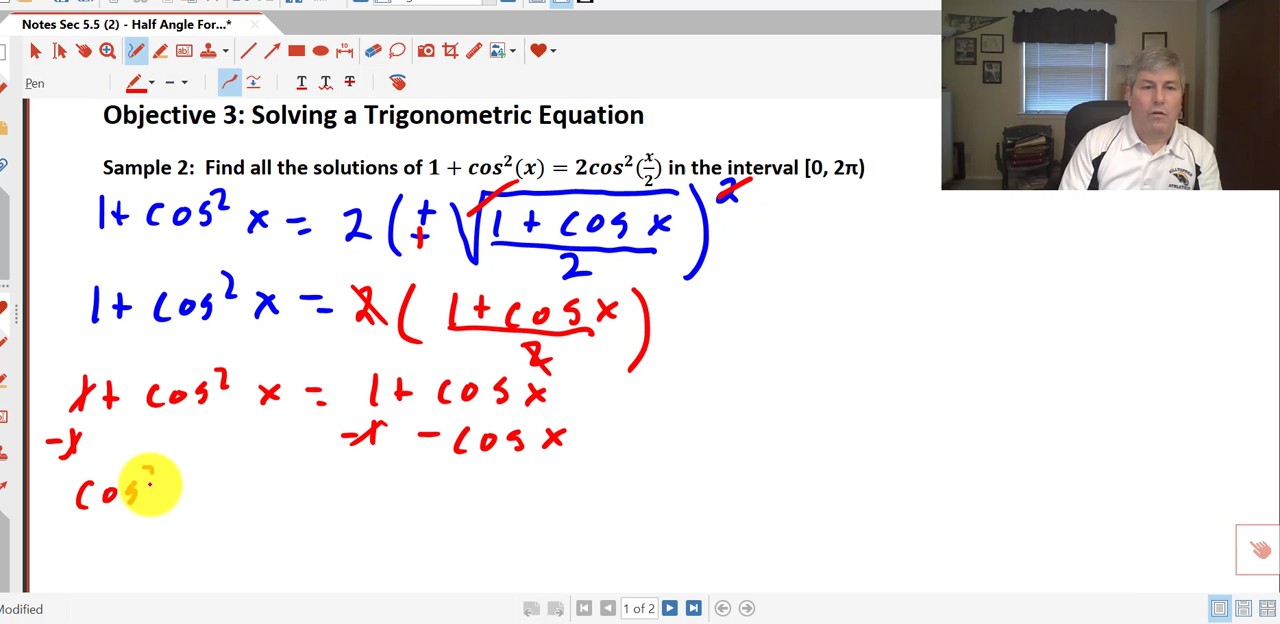 Notes Sec 5.5 (2) - Half Angle For...*
Pen
Objective 3: Solving a Trigonometric Equation
Sample 2: Find all the solutions of 1 + cos²(x) = 2cos²(x/2) in the interval [0, 2π)
1 + cos² x = 2 ( ± √((1 + cos x)/2) )²
1 + cos² x = 2 ( (1 + cos x)/2 )
1 + cos² x = 1 + cos x
-1 -1 - cos x
cos²
Modified
1 of 2